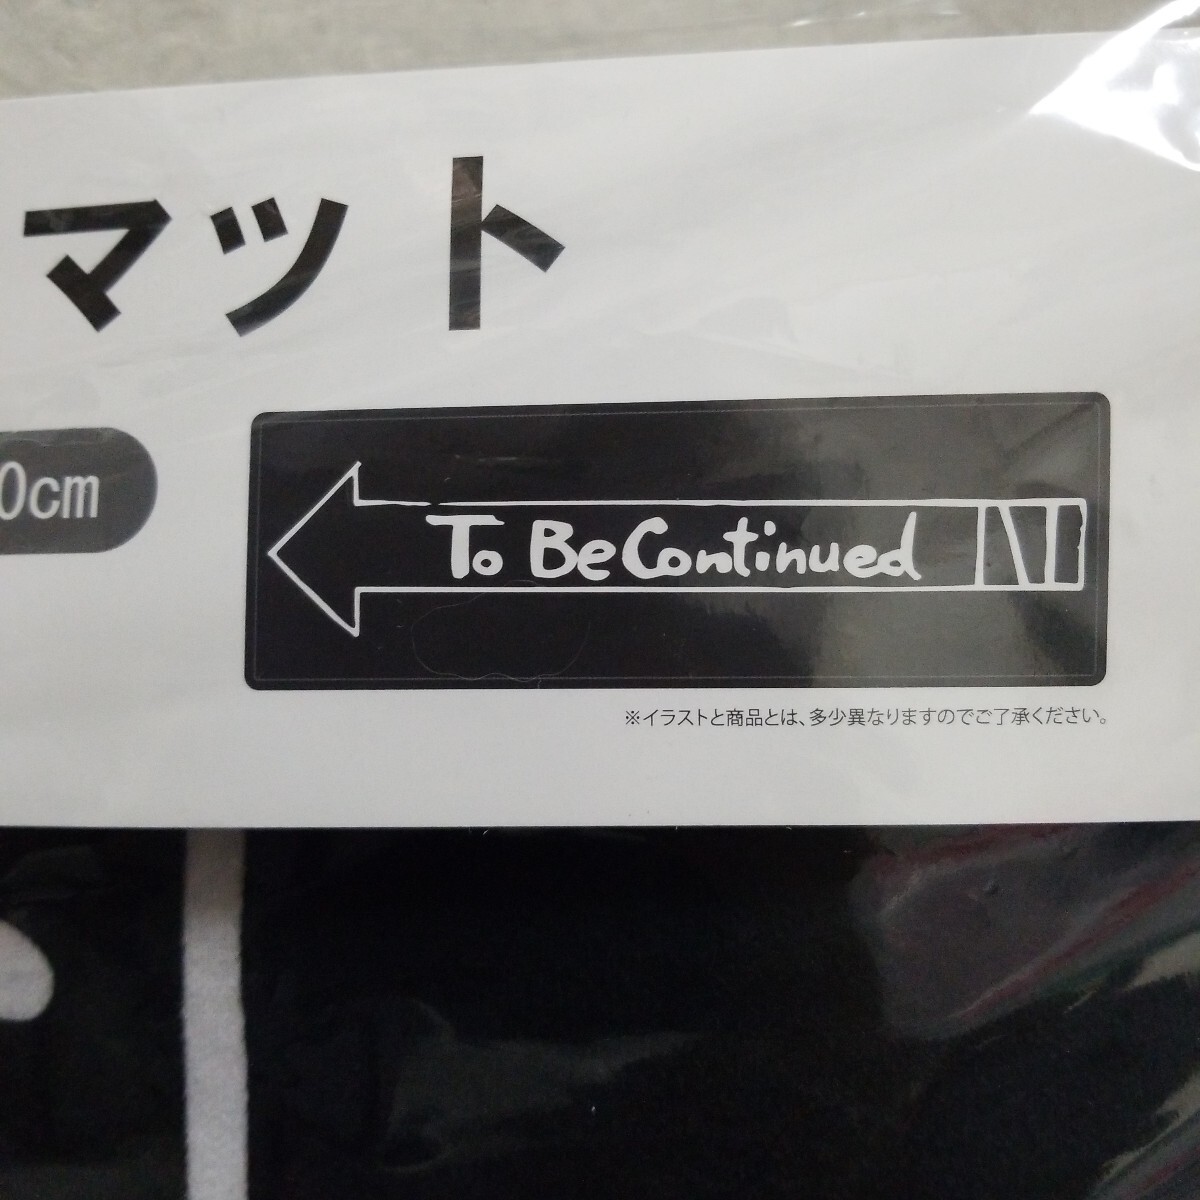 マット
0cm
To Be Continued
※イラストと商品とは、多少異なりますのでご了承ください。